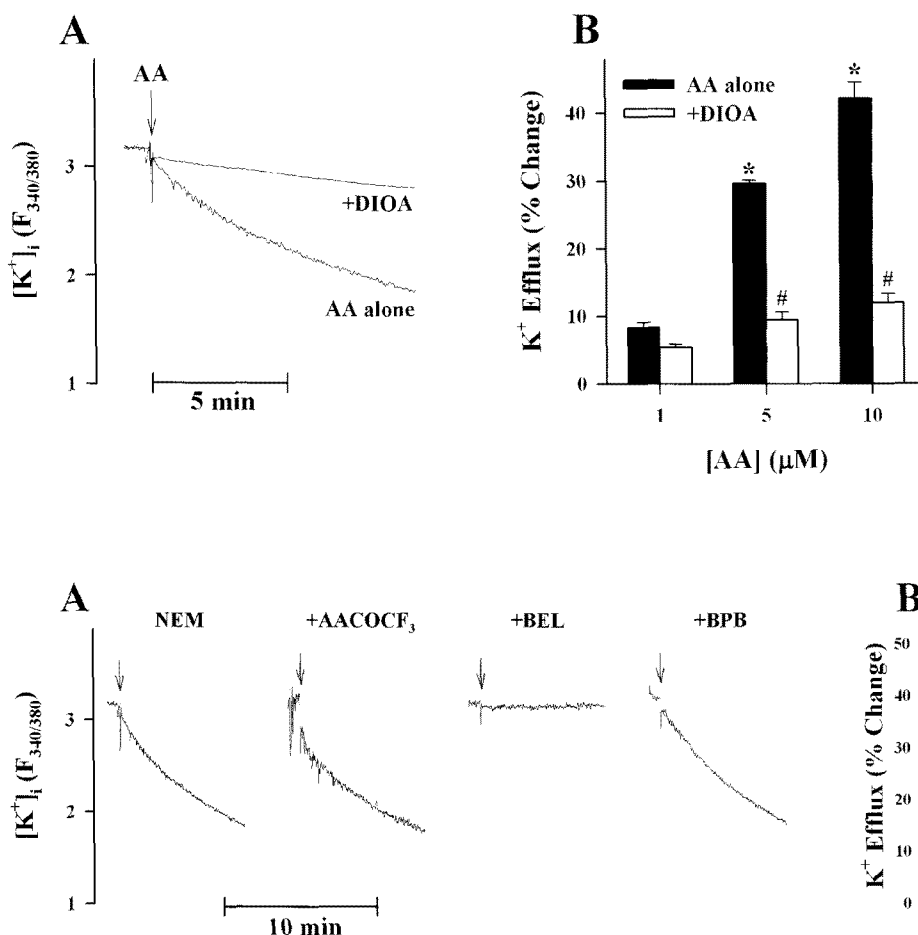 A
AA
[K⁺]ᵢ (F₃₄₀/₃₈₀)
3
2
1
+DIOA
AA alone
5 min
B
AA alone
+DIOA
K⁺ Efflux (% Change)
40
30
20
10
0
*
*
#
#
1
5
10
[AA] (μM)
A
NEM
+AACOCF₃
+BEL
+BPB
[K⁺]ᵢ (F₃₄₀/₃₈₀)
3
2
1
10 min
B
K⁺ Efflux (% Change)
50
40
30
20
10
0